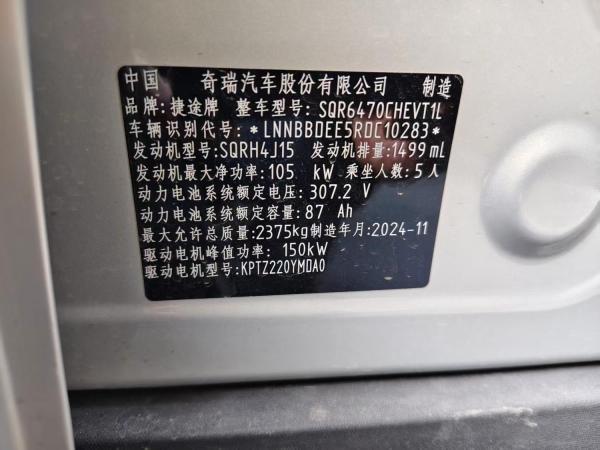 中国 奇瑞汽车股份有限公司 制造
品牌:捷途牌 整车型号:SQR6470CHEVT1L
车辆识别代号:*LNNBBDEE5RDC10283*
发动机型号:SQRH4J15 发动机排量:1499mL
发动机最大净功率:105 kW 乘坐人数:5人
动力电池系统额定电压:307.2 V
动力电池系统额定容量:87 Ah
最大允许总质量:2375kg制造年月:2024-11
驱动电机峰值功率: 150kW
驱动电机型号:KPTZ220YMDA0